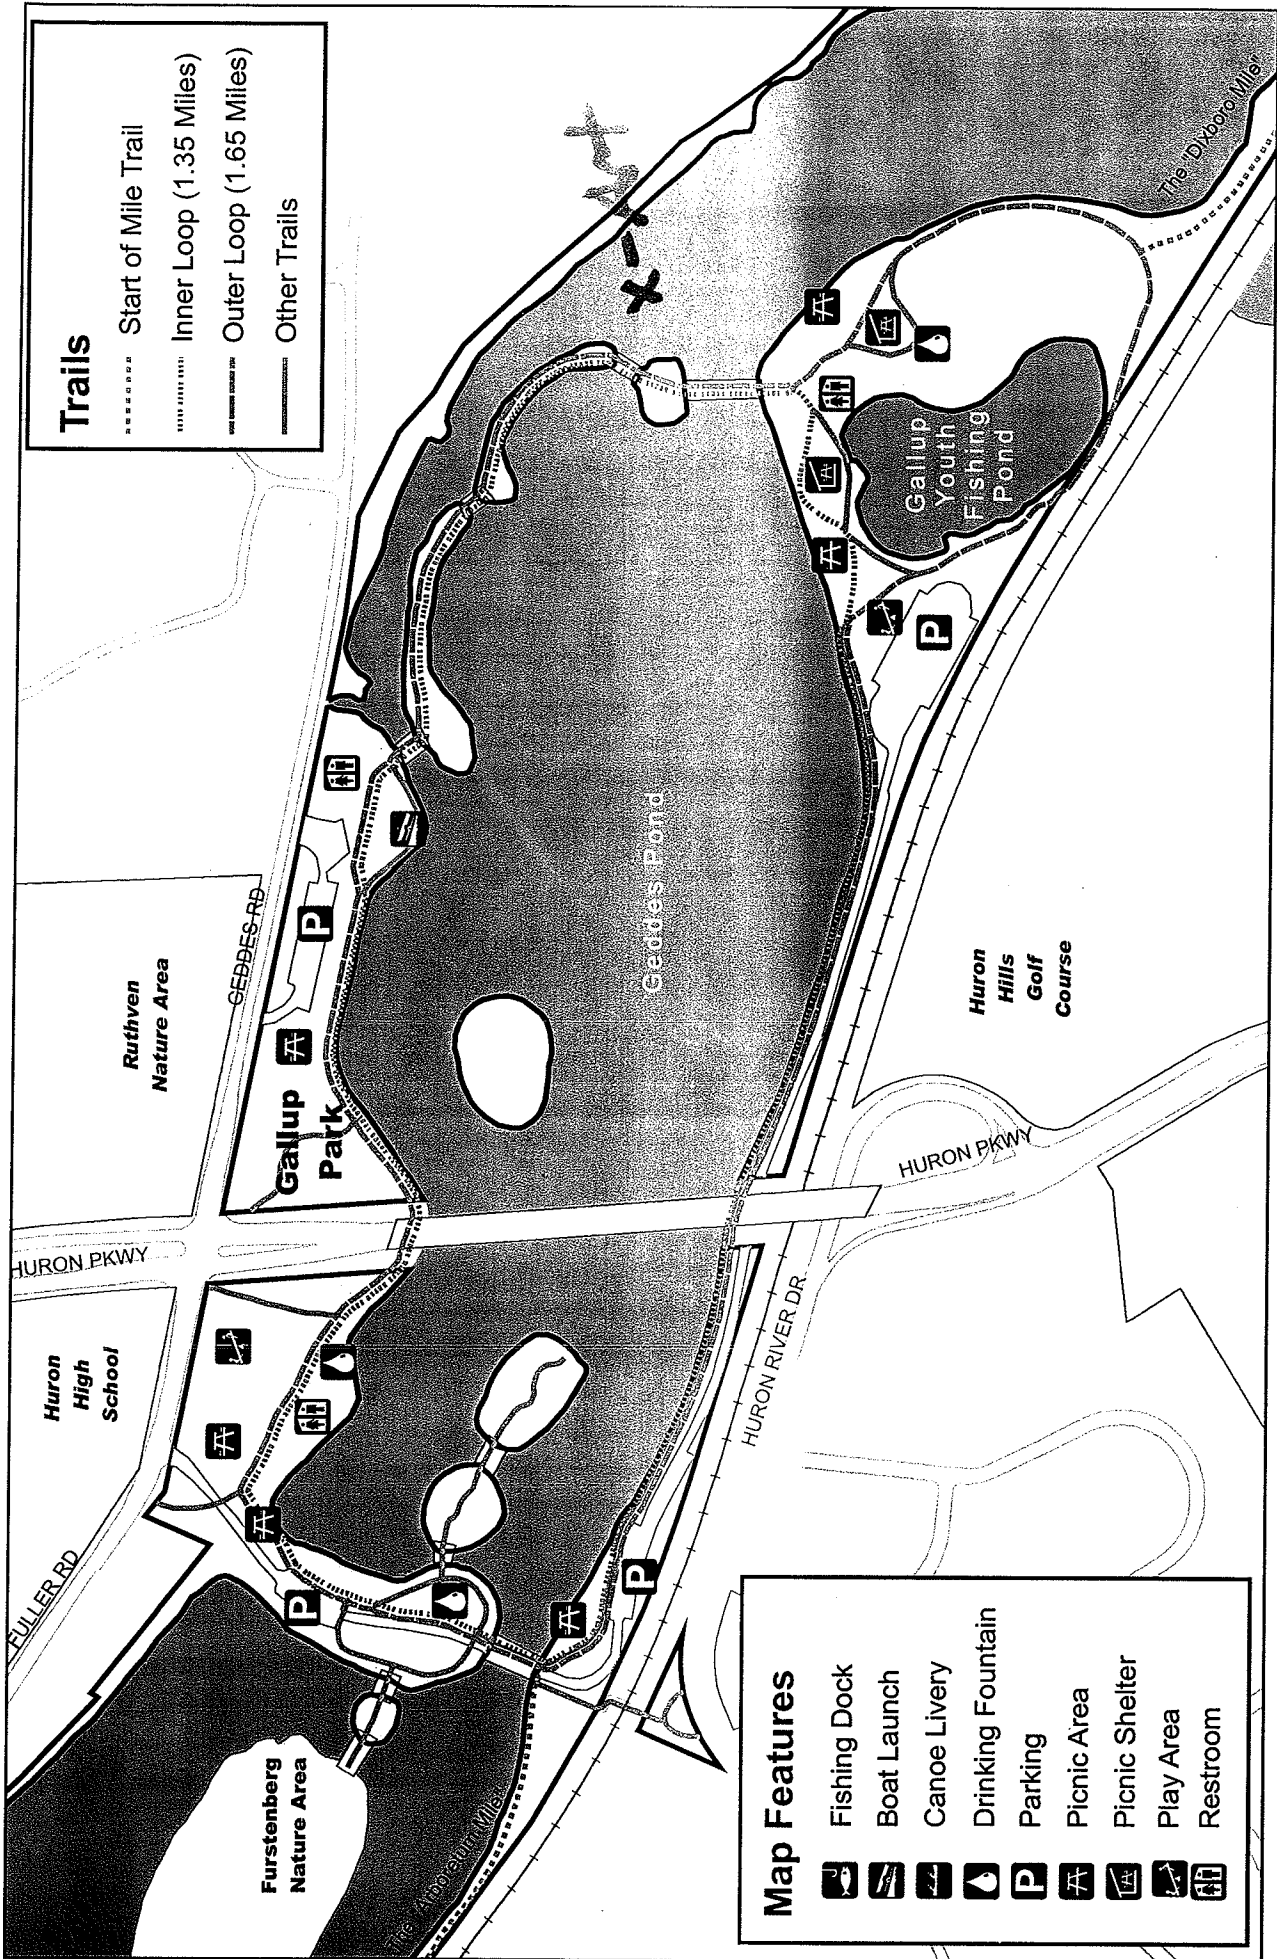 Trails
Start of Mile Trail
Inner Loop (1.35 Miles)
Outer Loop (1.65 Miles)
Other Trails
FULLER RD
Huron
High
School
HURON PKWY
Ruthven
Nature Area
GEDDES RD
Gallup
Park
P
P
Furstenberg
Nature Area
Geddes Pond
The "Arboretum Mile"
P
HURON RIVER DR
HURON PKWY
Huron
Hills
Golf
Course
P
Gallup
Youth
Fishing
Pond
The "Dixboro Mile"
Map Features
Fishing Dock
Boat Launch
Canoe Livery
Drinking Fountain
P Parking
Picnic Area
Picnic Shelter
Play Area
Restroom